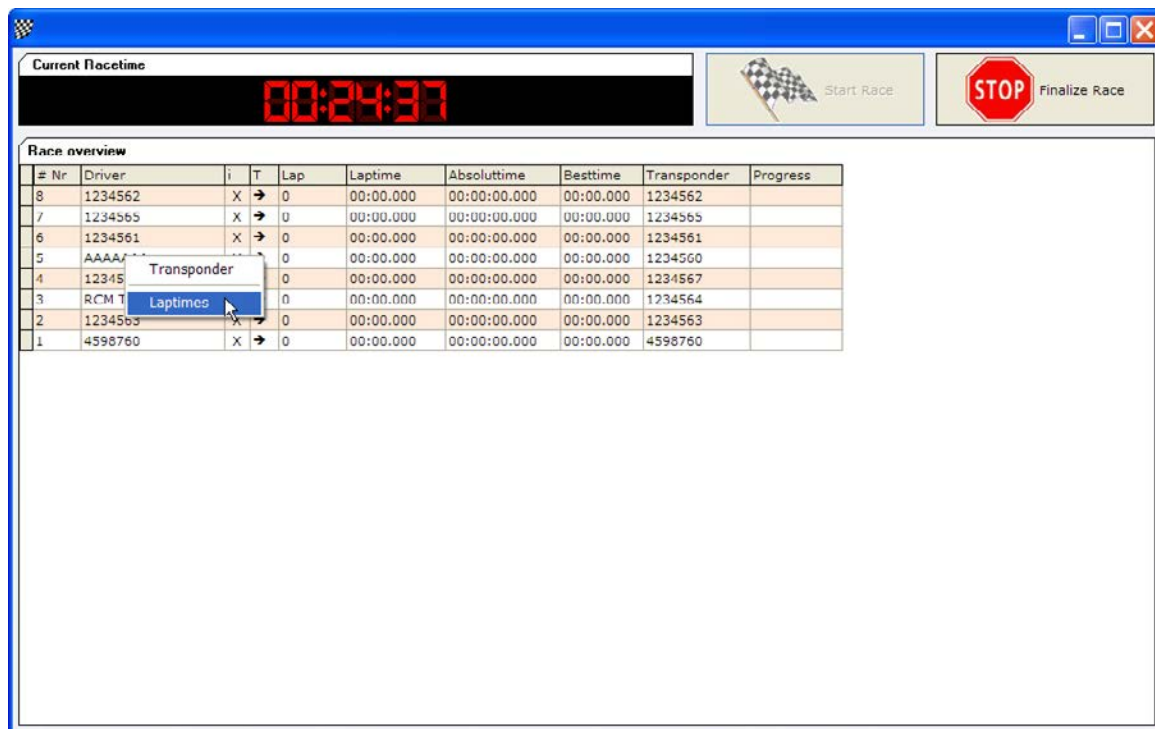 Current Racetime
00:24:37
Start Race
STOP Finalize Race
Race overview
# Nr Driver i T Lap Laptime Absoluttime Besttime Transponder Progress
8 1234562 X → 0 00:00.000 00:00:00.000 00:00.000 1234562
7 1234565 X → 0 00:00.000 00:00:00.000 00:00.000 1234565
6 1234561 X → 0 00:00.000 00:00:00.000 00:00.000 1234561
5 0 00:00.000 00:00:00.000 00:00.000 1234560
Transponder
4 0 00:00.000 00:00:00.000 00:00.000 1234567
3 RCM T 0 00:00.000 00:00:00.000 00:00.000 1234564
Laptimes
2 1234563 X → 0 00:00.000 00:00:00.000 00:00.000 1234563
1 4598760 X → 0 00:00.000 00:00:00.000 00:00.000 4598760